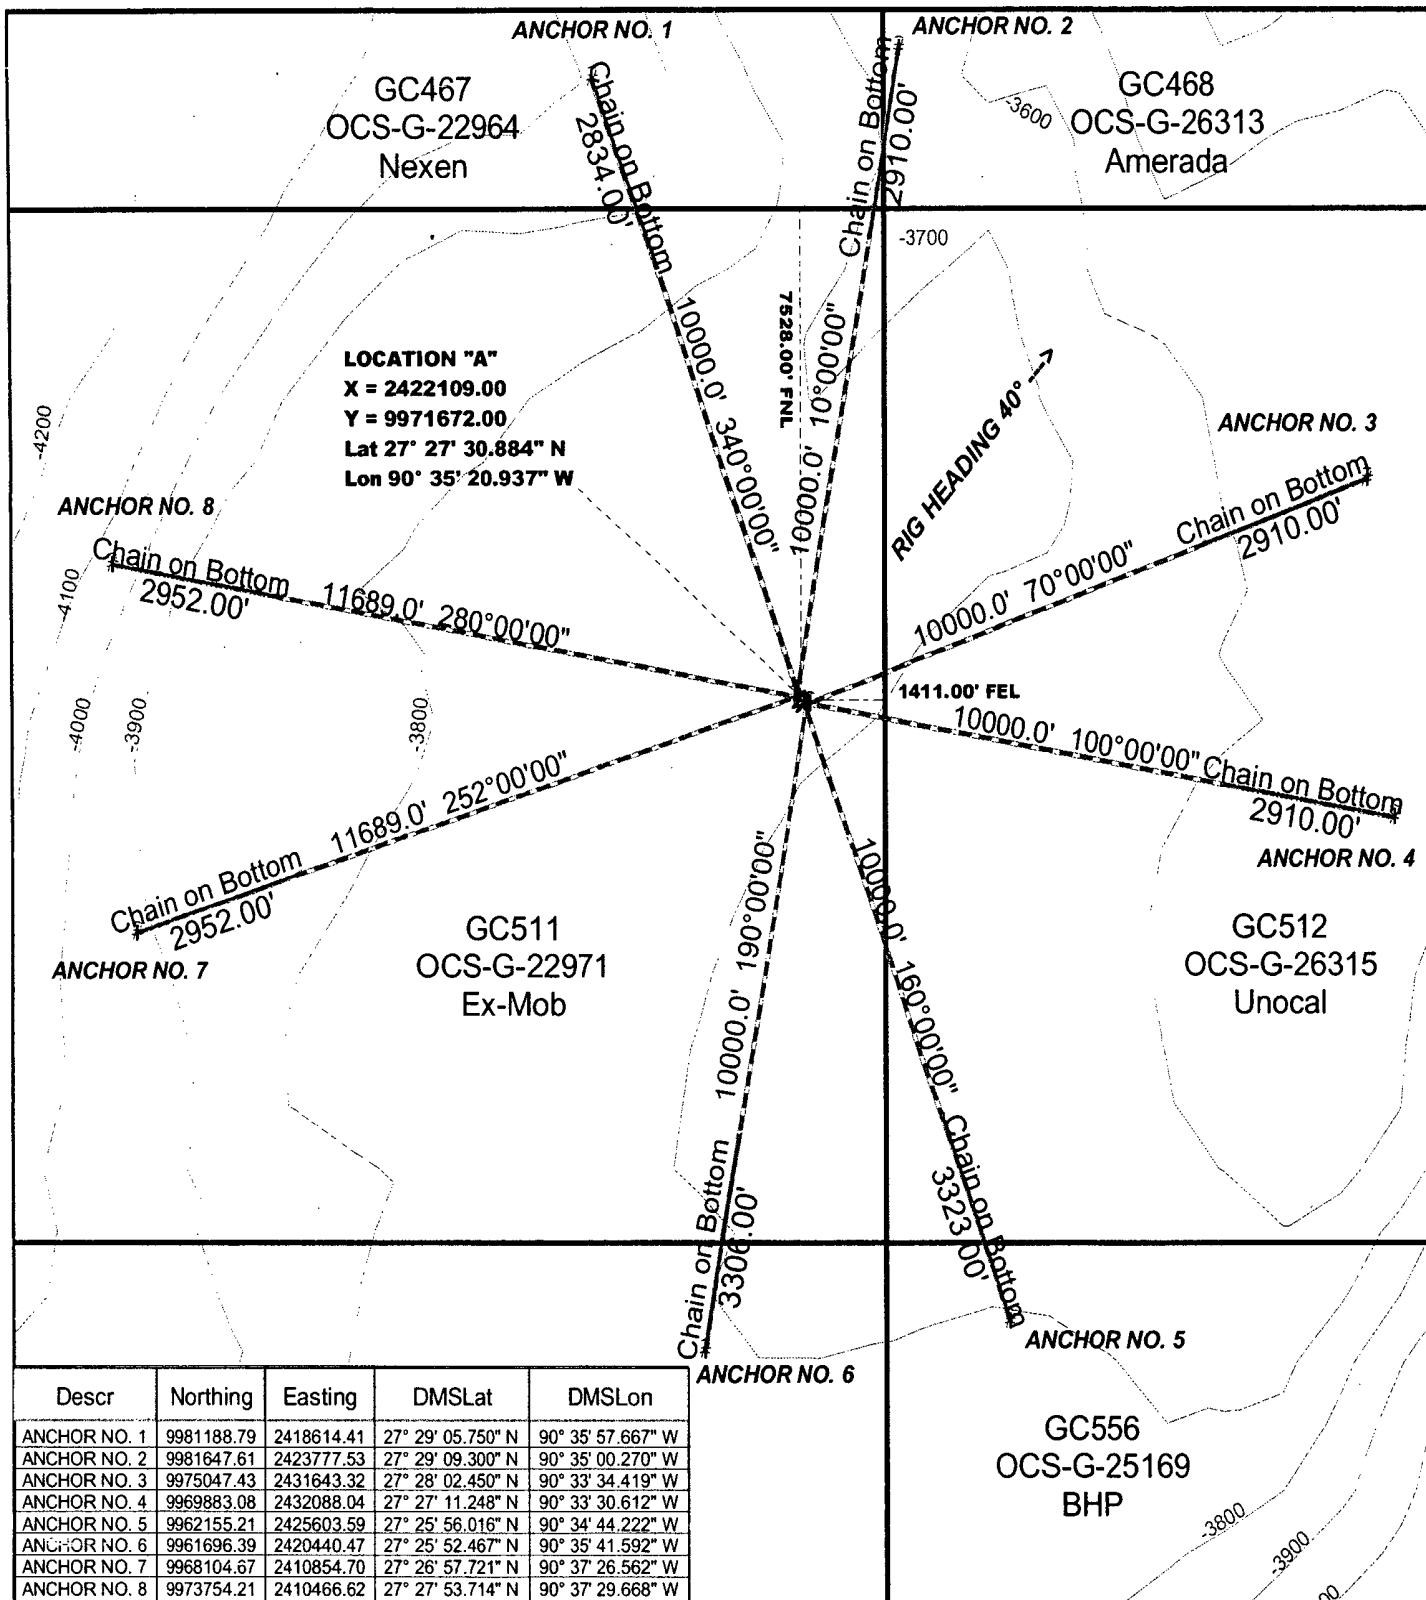 ANCHOR NO. 1
ANCHOR NO. 2
GC467
OCS-G-22964
Nexen
GC468
OCS-G-26313
Amerada
Chain on Bottom
2834.00'
Chain on Bottom
2910.00'
-3600
-3700
7528.00' FNL
10000.0' 340°00'00"
10000.0' 10°00'00"
LOCATION "A"
X = 2422109.00
Y = 9971672.00
Lat 27° 27' 30.884" N
Lon 90° 35' 20.937" W
RIG HEADING 40° --->
ANCHOR NO. 3
Chain on Bottom
2910.00'
10000.0' 70°00'00"
-4200
ANCHOR NO. 8
Chain on Bottom
2952.00'
11689.0' 280°00'00"
-4100
-4000
-3900
-3800
1411.00' FEL
10000.0' 100°00'00"
Chain on Bottom
2910.00'
ANCHOR NO. 4
11689.0' 252°00'00"
Chain on Bottom
2952.00'
ANCHOR NO. 7
GC511
OCS-G-22971
Ex-Mob
GC512
OCS-G-26315
Unocal
10000.0' 190°00'00"
Chain on Bottom
3306.00'
ANCHOR NO. 6
10000.0' 160°00'00"
Chain on Bottom
3323.00'
ANCHOR NO. 5
GC556
OCS-G-25169
BHP
-3800
-3900
Descr Northing Easting DMSLat DMSLon
ANCHOR NO. 1 9981188.79 2418614.41 27° 29' 05.750" N 90° 35' 57.667" W
ANCHOR NO. 2 9981647.61 2423777.53 27° 29' 09.300" N 90° 35' 00.270" W
ANCHOR NO. 3 9975047.43 2431643.32 27° 28' 02.450" N 90° 33' 34.419" W
ANCHOR NO. 4 9969883.08 2432088.04 27° 27' 11.248" N 90° 33' 30.612" W
ANCHOR NO. 5 9962155.21 2425603.59 27° 25' 56.016" N 90° 34' 44.222" W
ANCHOR NO. 6 9961696.39 2420440.47 27° 25' 52.467" N 90° 35' 41.592" W
ANCHOR NO. 7 9968104.67 2410854.70 27° 26' 57.721" N 90° 37' 26.562" W
ANCHOR NO. 8 9973754.21 2410466.62 27° 27' 53.714" N 90° 37' 29.668" W